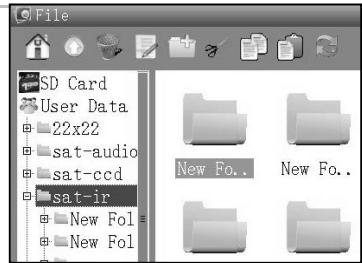 File
SD Card
User Data
22x22
sat-audio
sat-ccd
sat-ir
New Fol
New Fol
New Fo..
New Fo..